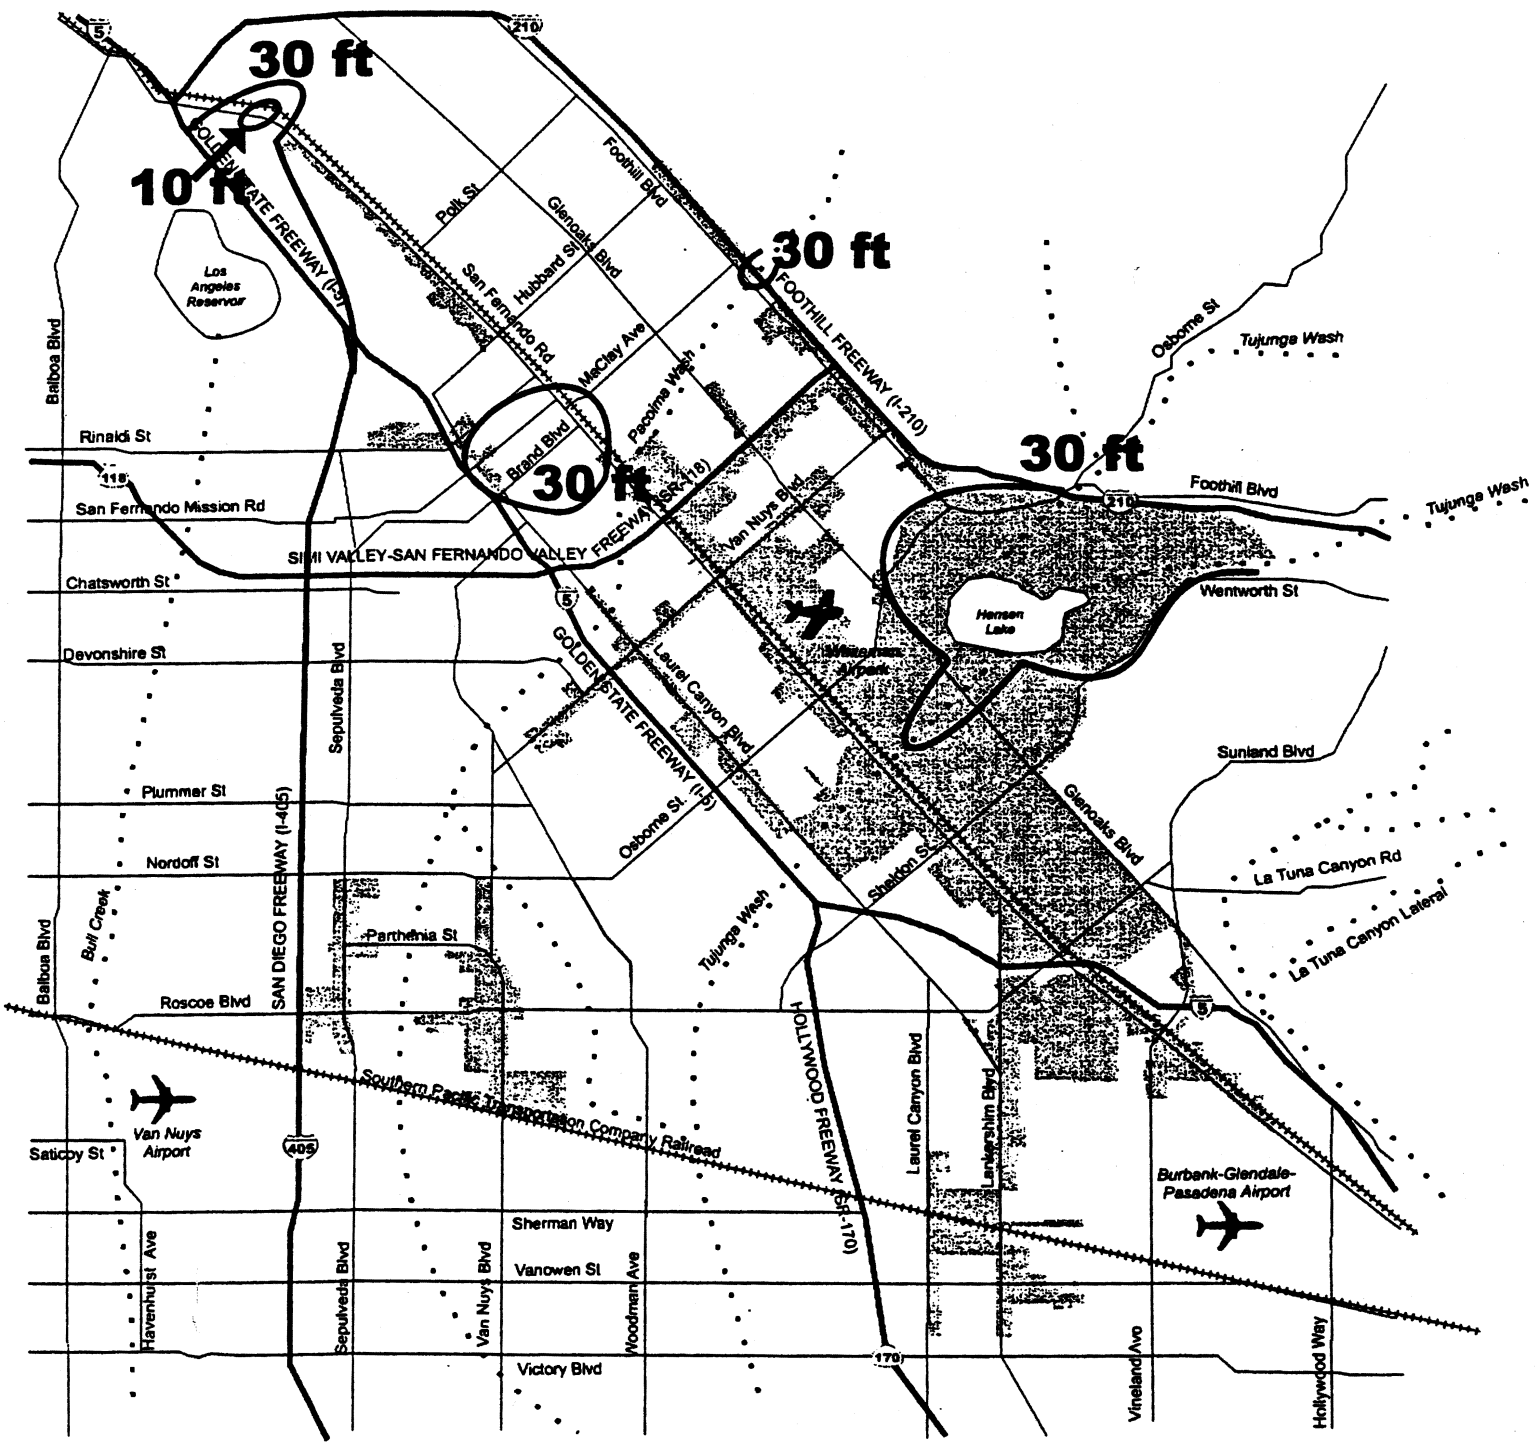 5
210
30 ft
10 ft
GOLDEN STATE FREEWAY (I-5)
Los
Angeles
Reservoir
Polk St
Foothill Blvd
Glenoaks Blvd
Hubbard St
San Fernando Rd
MaClay Ave
Pacoima Wash
30 ft
FOOTHILL FREEWAY (I-210)
Osborne St
Tujunga Wash
Balboa Blvd
Rinaldi St
118
San Fernando Mission Rd
Brand Blvd
30 ft
30 ft
210
Foothill Blvd
Tujunga Wash
SIMI VALLEY-SAN FERNANDO VALLEY FREEWAY (SR-118)
Van Nuys Blvd
Chatsworth St
5
Hansen
Lake
Wentworth St
Whiteman
Airpark
Devonshire St
Sepulveda Blvd
GOLDEN STATE FREEWAY (I-5)
Laurel Canyon Blvd
Sunland Blvd
Plummer St
SAN DIEGO FREEWAY (I-405)
Osborne St.
Glenoaks Blvd
Nordoff St
Sheldon St
La Tuna Canyon Rd
Bull Creek
Balboa Blvd
Parthenia St
Tujunga Wash
La Tuna Canyon Lateral
Roscoe Blvd
5
HOLLYWOOD FREEWAY (SR-170)
Southern Pacific Transportation Company Railroad
Laurel Canyon Blvd
Lankershim Blvd
Van Nuys
Airport
405
Saticoy St
Burbank-Glendale-
Pasadena Airport
Sherman Way
Havenhurst Ave
Sepulveda Blvd
Van Nuys Blvd
Vanowen St
Woodman Ave
170
Victory Blvd
Vineland Avo
Hollywood Way